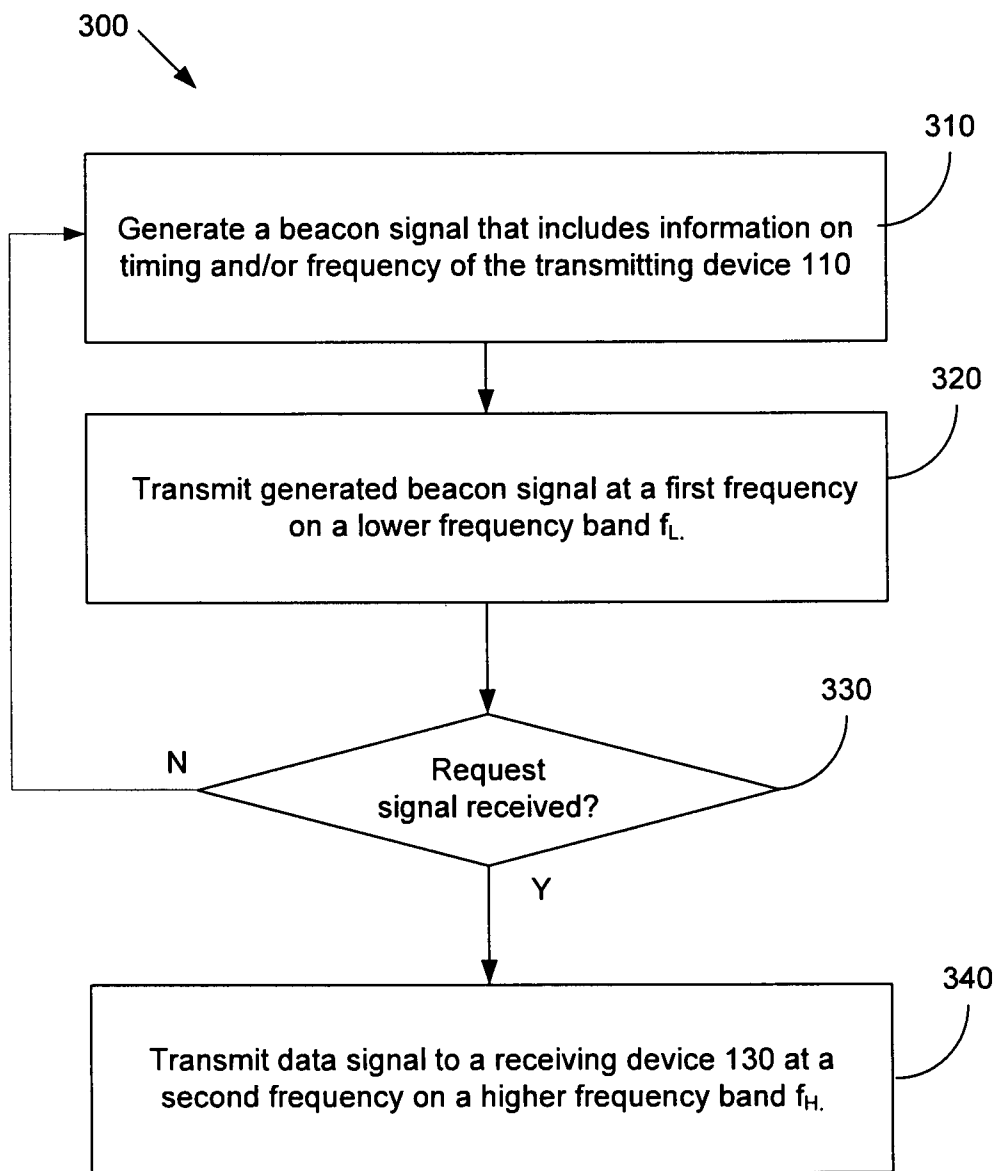 300
310
Generate a beacon signal that includes information on
timing and/or frequency of the transmitting device 110
320
Transmit generated beacon signal at a first frequency
on a lower frequency band fL.
330
Request
signal received?
N
Y
340
Transmit data signal to a receiving device 130 at a
second frequency on a higher frequency band fH.